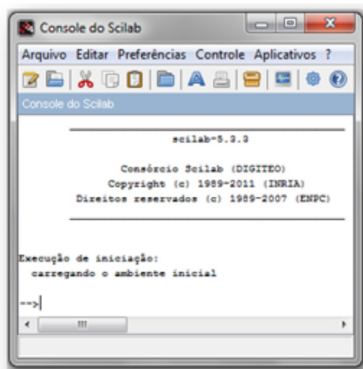 Console do Scilab
Arquivo Editar Preferências Controle Aplicativos ?
Console do Scilab
scilab-5.3.3
Consórcio Scilab (DIGITEO)
Copyright (c) 1989-2011 (INRIA)
Direitos reservados (c) 1989-2007 (ENPC)
Execução de iniciação:
carregando o ambiente inicial
-->